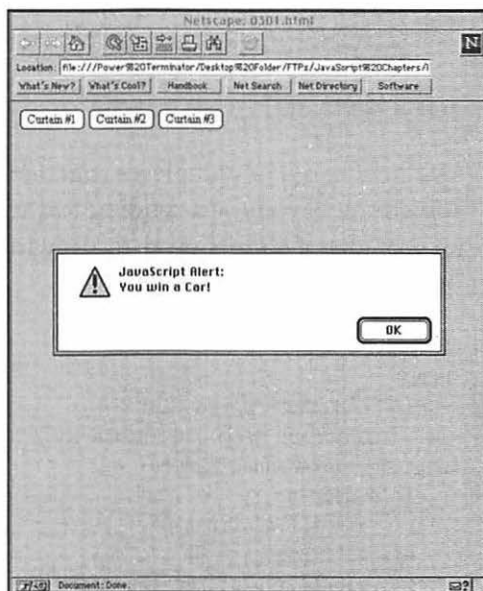 Netscape: 0301.html
N
Location: file:///Power%20Terminator/Desktop%20Folder/FTPs/JavaScript%20Chapters/
What's New? What's Cool? Handbook Net Search Net Directory Software
Curtain #1 Curtain #2 Curtain #3
JavaScript Alert:
You win a Car!
OK
Document: Done.
?